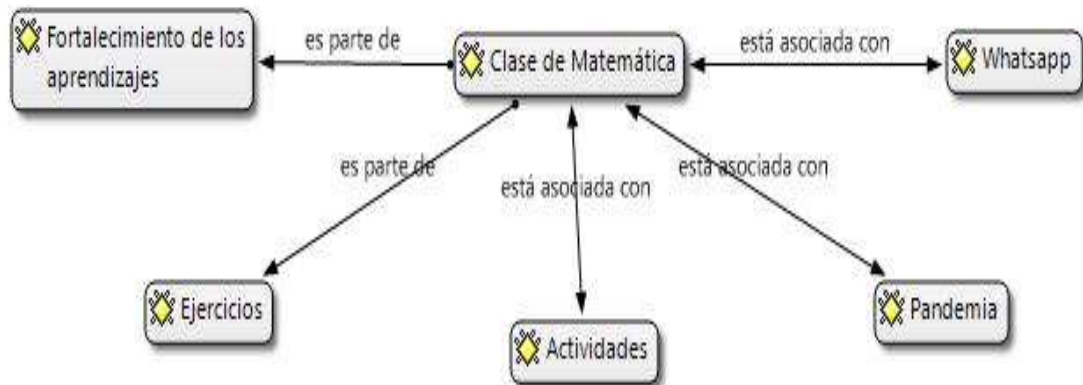 Fortalecimiento de los
aprendizajes
es parte de
Clase de Matemática
está asociada con
Whatsapp
es parte de
está asociada con
está asociada con
Ejercicios
Actividades
Pandemia